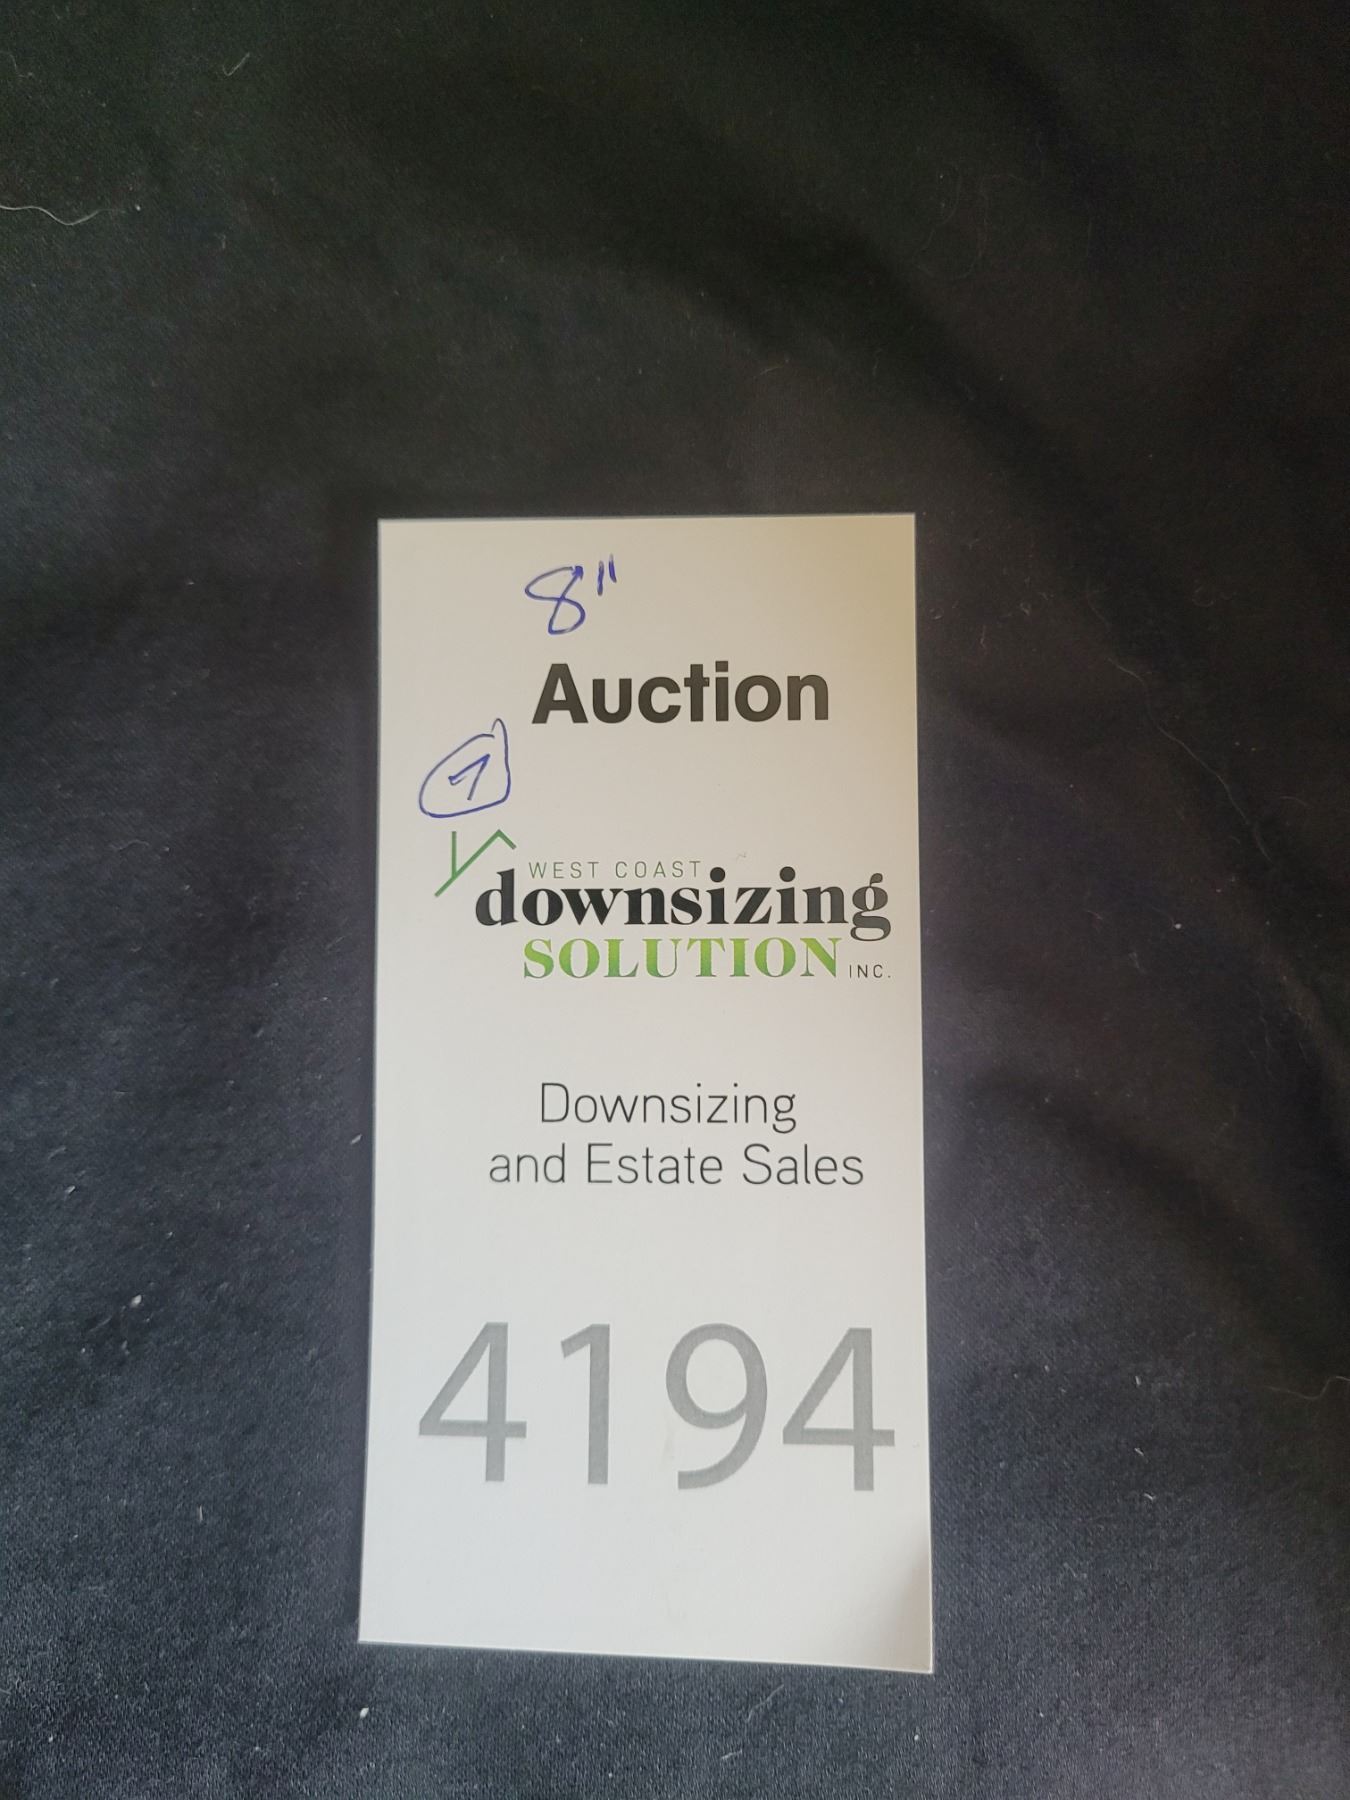 8"
Auction
7
WEST COAST
downsizing
SOLUTION INC.
Downsizing
and Estate Sales
4194